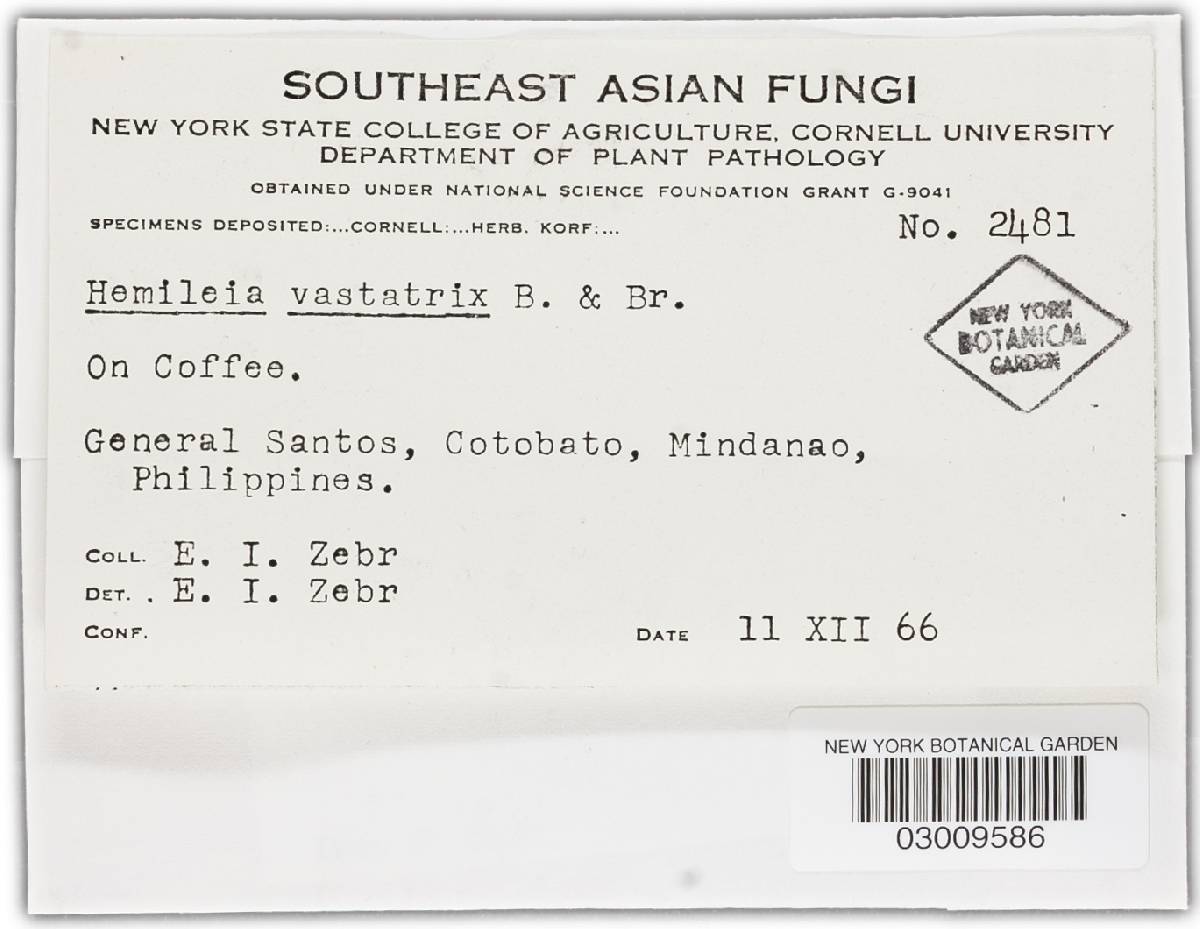 SOUTHEAST ASIAN FUNGI
NEW YORK STATE COLLEGE OF AGRICULTURE, CORNELL UNIVERSITY
DEPARTMENT OF PLANT PATHOLOGY
OBTAINED UNDER NATIONAL SCIENCE FOUNDATION GRANT G-9041
SPECIMENS DEPOSITED:...CORNELL:...HERB. KORF:...
No. 2481
Hemileia vastatrix B. & Br.
NEW YORK
BOTANICAL
GARDEN
On Coffee.
General Santos, Cotobato, Mindanao,
Philippines.
COLL. E. I. Zebr
DET. . E. I. Zebr
CONF.
DATE 11 XII 66
NEW YORK BOTANICAL GARDEN
03009586